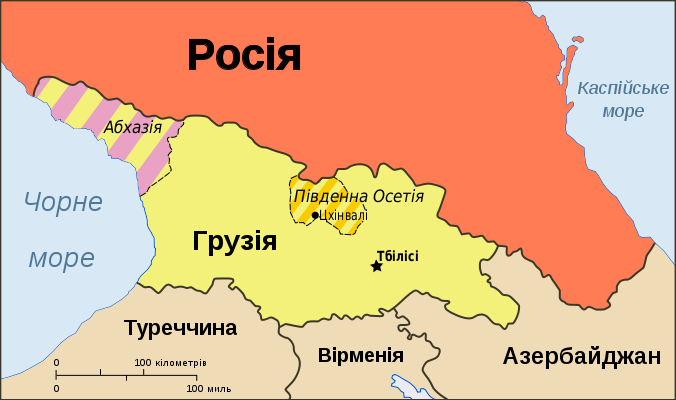 Росія
Каспійське
море
Абхазія
Південна Осетія
Цхінвалі
Чорне
море
Грузія
Тбілісі
Туреччина
Вірменія
Азербайджан
0 100 кілометрів
0 100 миль